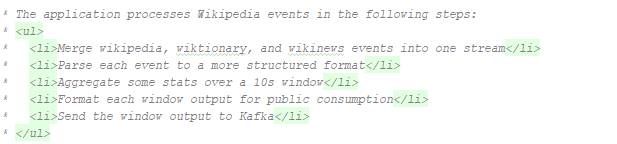 * The application processes Wikipedia events in the following steps:
* <ul>
*   <li>Merge wikipedia, wiktionary, and wikinews events into one stream</li>
*   <li>Parse each event to a more structured format</li>
*   <li>Aggregate some stats over a 10s window</li>
*   <li>Format each window output for public consumption</li>
*   <li>Send the window output to Kafka</li>
* </ul>